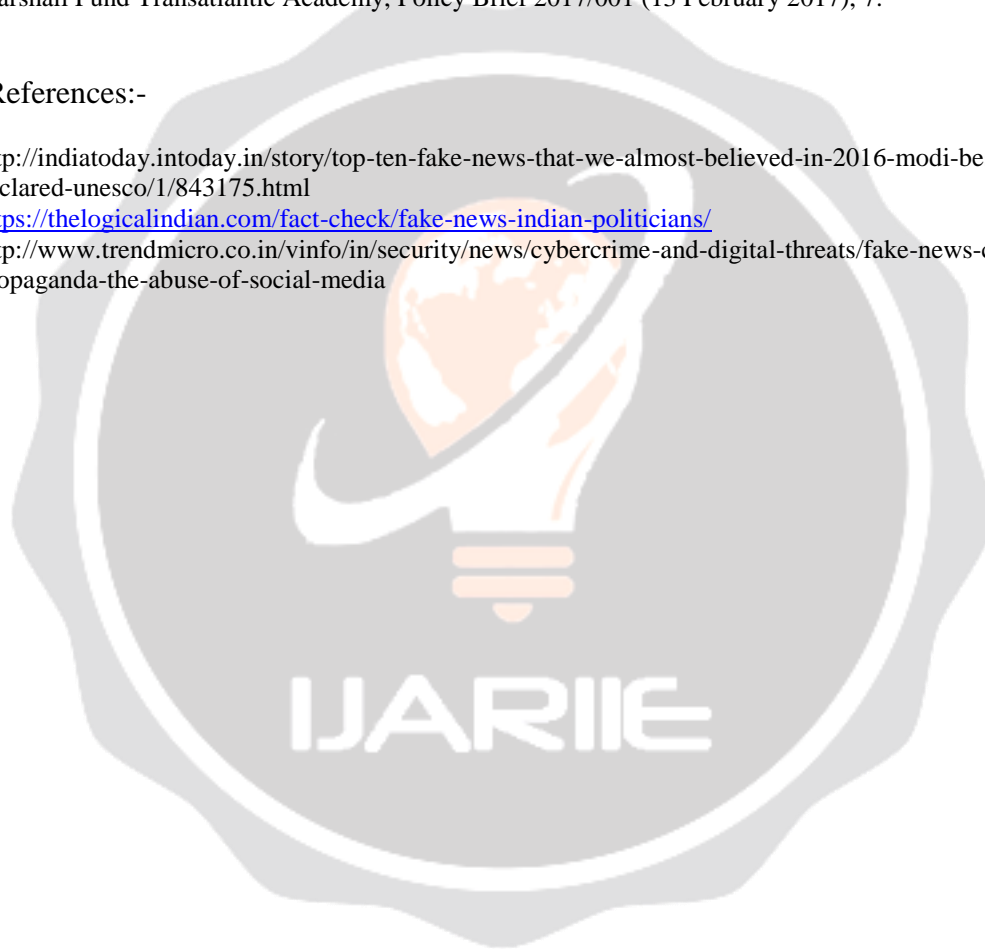 arshall Fund Transatlantic Academy, Policy Brief 2017/001 (13 February 2017), 7.
References:-
tp://indiatoday.intoday.in/story/top-ten-fake-news-that-we-almost-believed-in-2016-modi-be
clared-unesco/1/843175.html
tps://thelogicalindian.com/fact-check/fake-news-indian-politicians/
tp://www.trendmicro.co.in/vinfo/in/security/news/cybercrime-and-digital-threats/fake-news-c
opaganda-the-abuse-of-social-media
IJARIIE